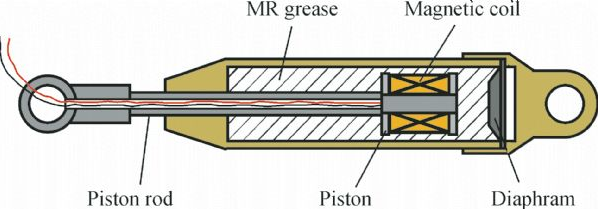 MR grease
Magnetic coil
Piston rod
Piston
Diaphram